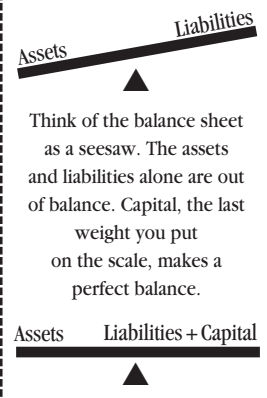 Assets Liabilities
Think of the balance sheet
as a seesaw. The assets
and liabilities alone are out
of balance. Capital, the last
weight you put
on the scale, makes a
perfect balance.
Assets Liabilities + Capital